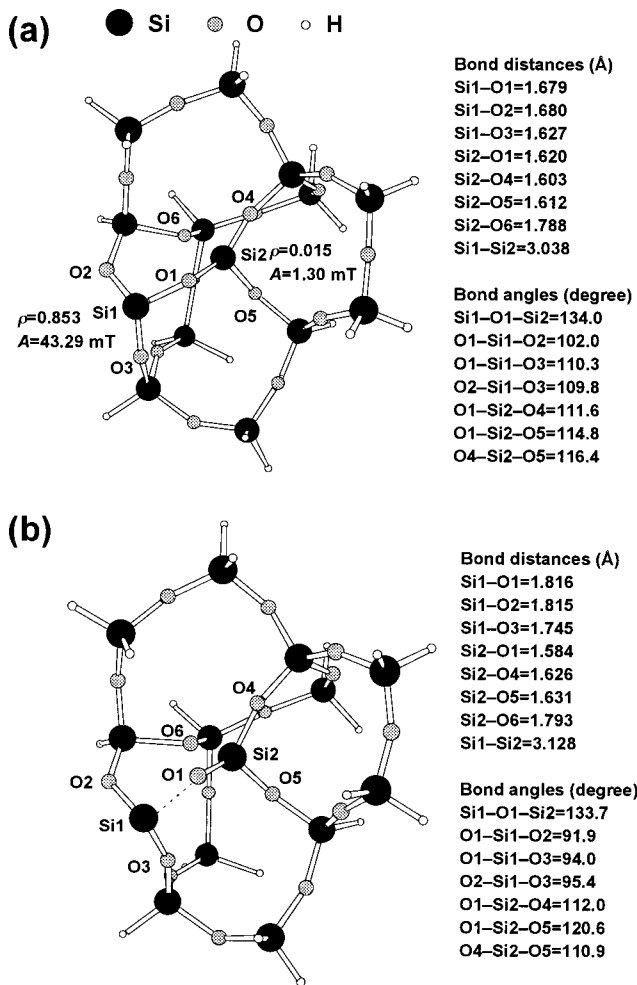 (a)
Si O H
O4
O6
O2
O1
Si2 ρ=0.015
A=1.30 mT
Si1
O5
ρ=0.853
A=43.29 mT
O3
Bond distances (Å)
Si1–O1=1.679
Si1–O2=1.680
Si1–O3=1.627
Si2–O1=1.620
Si2–O4=1.603
Si2–O5=1.612
Si2–O6=1.788
Si1–Si2=3.038
Bond angles (degree)
Si1–O1–Si2=134.0
O1–Si1–O2=102.0
O1–Si1–O3=110.3
O2–Si1–O3=109.8
O1–Si2–O4=111.6
O1–Si2–O5=114.8
O4–Si2–O5=116.4
(b)
O4
O6
Si2
O2
O1
O5
Si1
O3
Bond distances (Å)
Si1–O1=1.816
Si1–O2=1.815
Si1–O3=1.745
Si2–O1=1.584
Si2–O4=1.626
Si2–O5=1.631
Si2–O6=1.793
Si1–Si2=3.128
Bond angles (degree)
Si1–O1–Si2=133.7
O1–Si1–O2=91.9
O1–Si1–O3=94.0
O2–Si1–O3=95.4
O1–Si2–O4=112.0
O1–Si2–O5=120.6
O4–Si2–O5=110.9